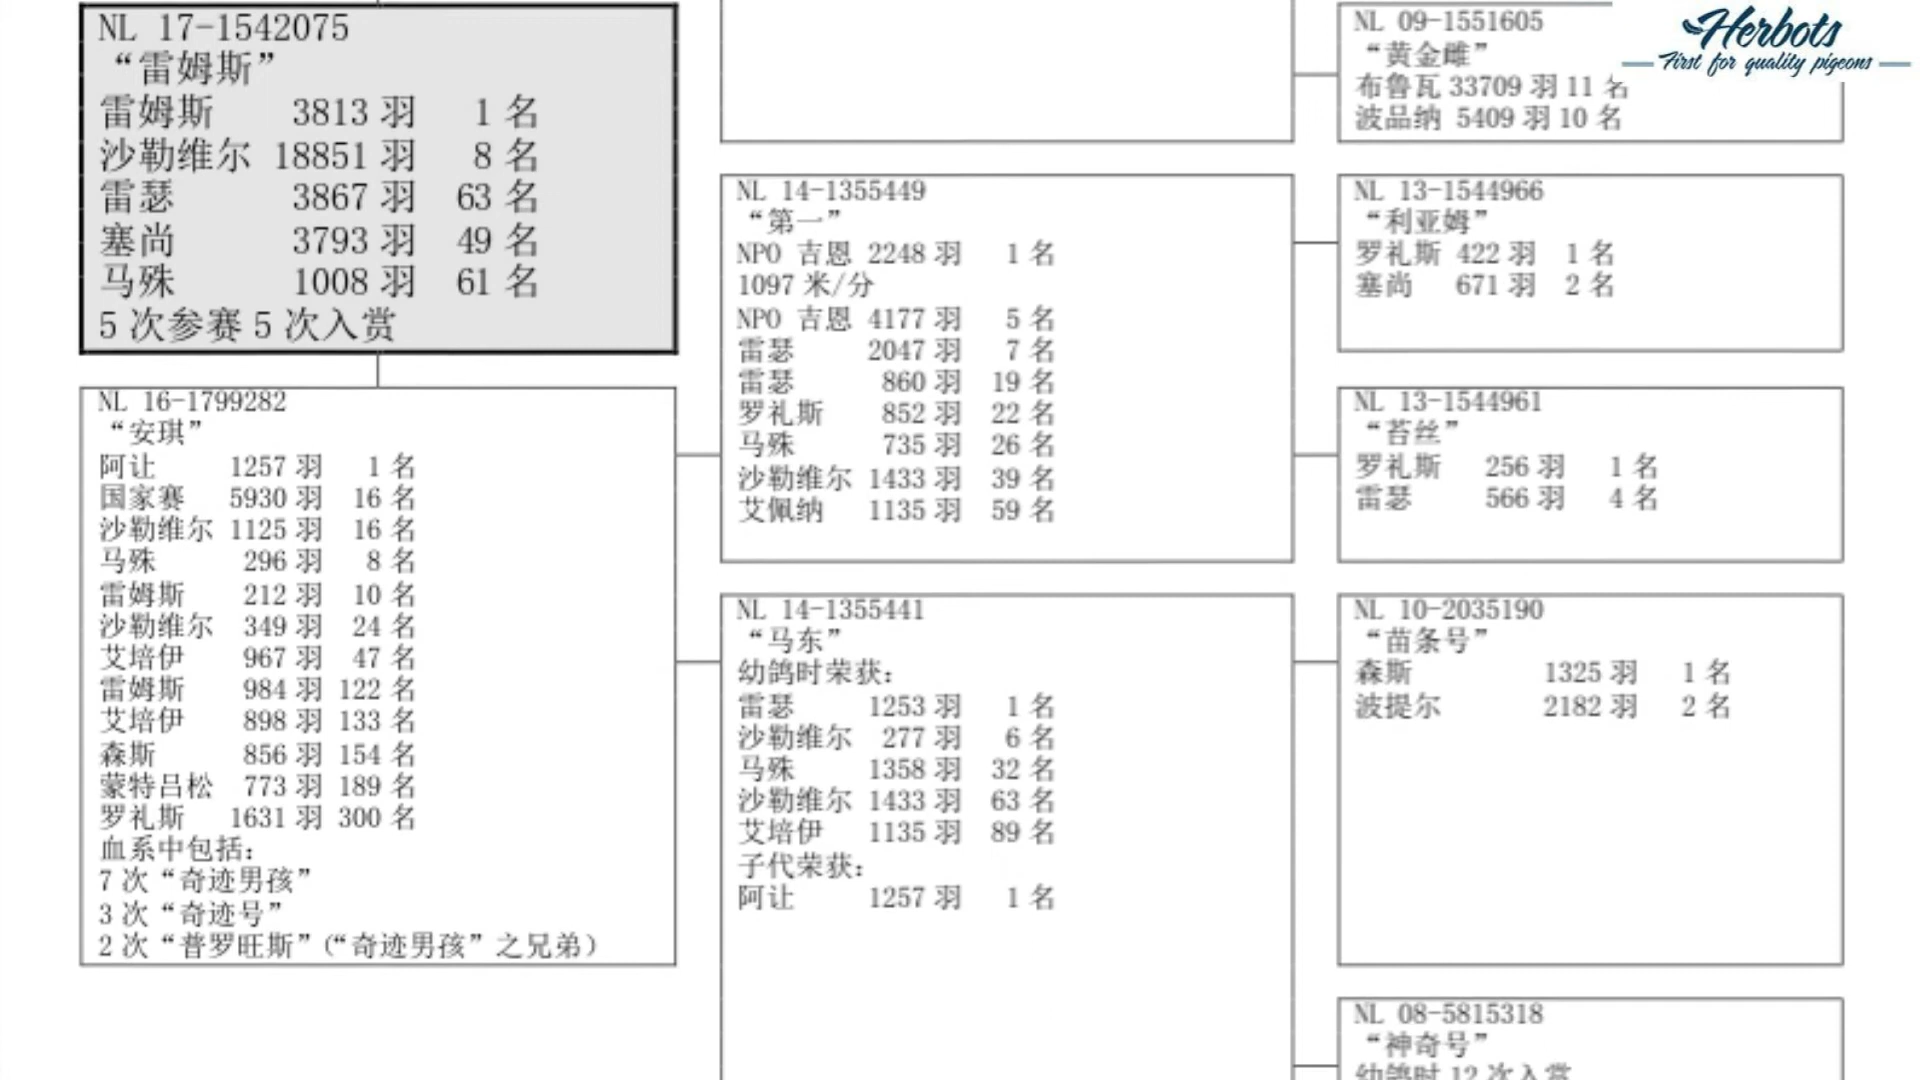 NL 17-1542075
“雷姆斯”
雷姆斯 3813 羽 1 名
沙勒维尔 18851 羽 8 名
雷瑟 3867 羽 63 名
塞尚 3793 羽 49 名
马殊 1008 羽 61 名
5 次参赛 5 次入赏
NL 16-1799282
“安琪”
阿让 1257 羽 1 名
国家赛 5930 羽 16 名
沙勒维尔 1125 羽 16 名
马殊 296 羽 8 名
雷姆斯 212 羽 10 名
沙勒维尔 349 羽 24 名
艾培伊 967 羽 47 名
雷姆斯 984 羽 122 名
艾培伊 898 羽 133 名
森斯 856 羽 154 名
蒙特吕松 773 羽 189 名
罗礼斯 1631 羽 300 名
血系中包括:
7 次“奇迹男孩”
3 次“奇迹号”
2 次“普罗旺斯”(“奇迹男孩”之兄弟)
NL 14-1355449
“第一”
NPO 吉恩 2248 羽 1 名
1097 米/分
NPO 吉恩 4177 羽 5 名
雷瑟 2047 羽 7 名
雷瑟 860 羽 19 名
罗礼斯 852 羽 22 名
马殊 735 羽 26 名
沙勒维尔 1433 羽 39 名
艾佩纳 1135 羽 59 名
NL 14-1355441
“马东”
幼鸽时荣获:
雷瑟 1253 羽 1 名
沙勒维尔 277 羽 6 名
马殊 1358 羽 32 名
沙勒维尔 1433 羽 63 名
艾培伊 1135 羽 89 名
子代荣获:
阿让 1257 羽 1 名
NL 09-1551605
“黄金雌”
布鲁瓦 33709 羽 11 名
波品纳 5409 羽 10 名
NL 13-1544966
“利亚姆”
罗礼斯 422 羽 1 名
塞尚 671 羽 2 名
NL 13-1544961
“苔丝”
罗礼斯 256 羽 1 名
雷瑟 566 羽 4 名
NL 10-2035190
“苗条号”
森斯 1325 羽 1 名
波提尔 2182 羽 2 名
NL 08-5815318
“神奇号”
幼鸽时 12 次入赏
Herbots
First for quality pigeons